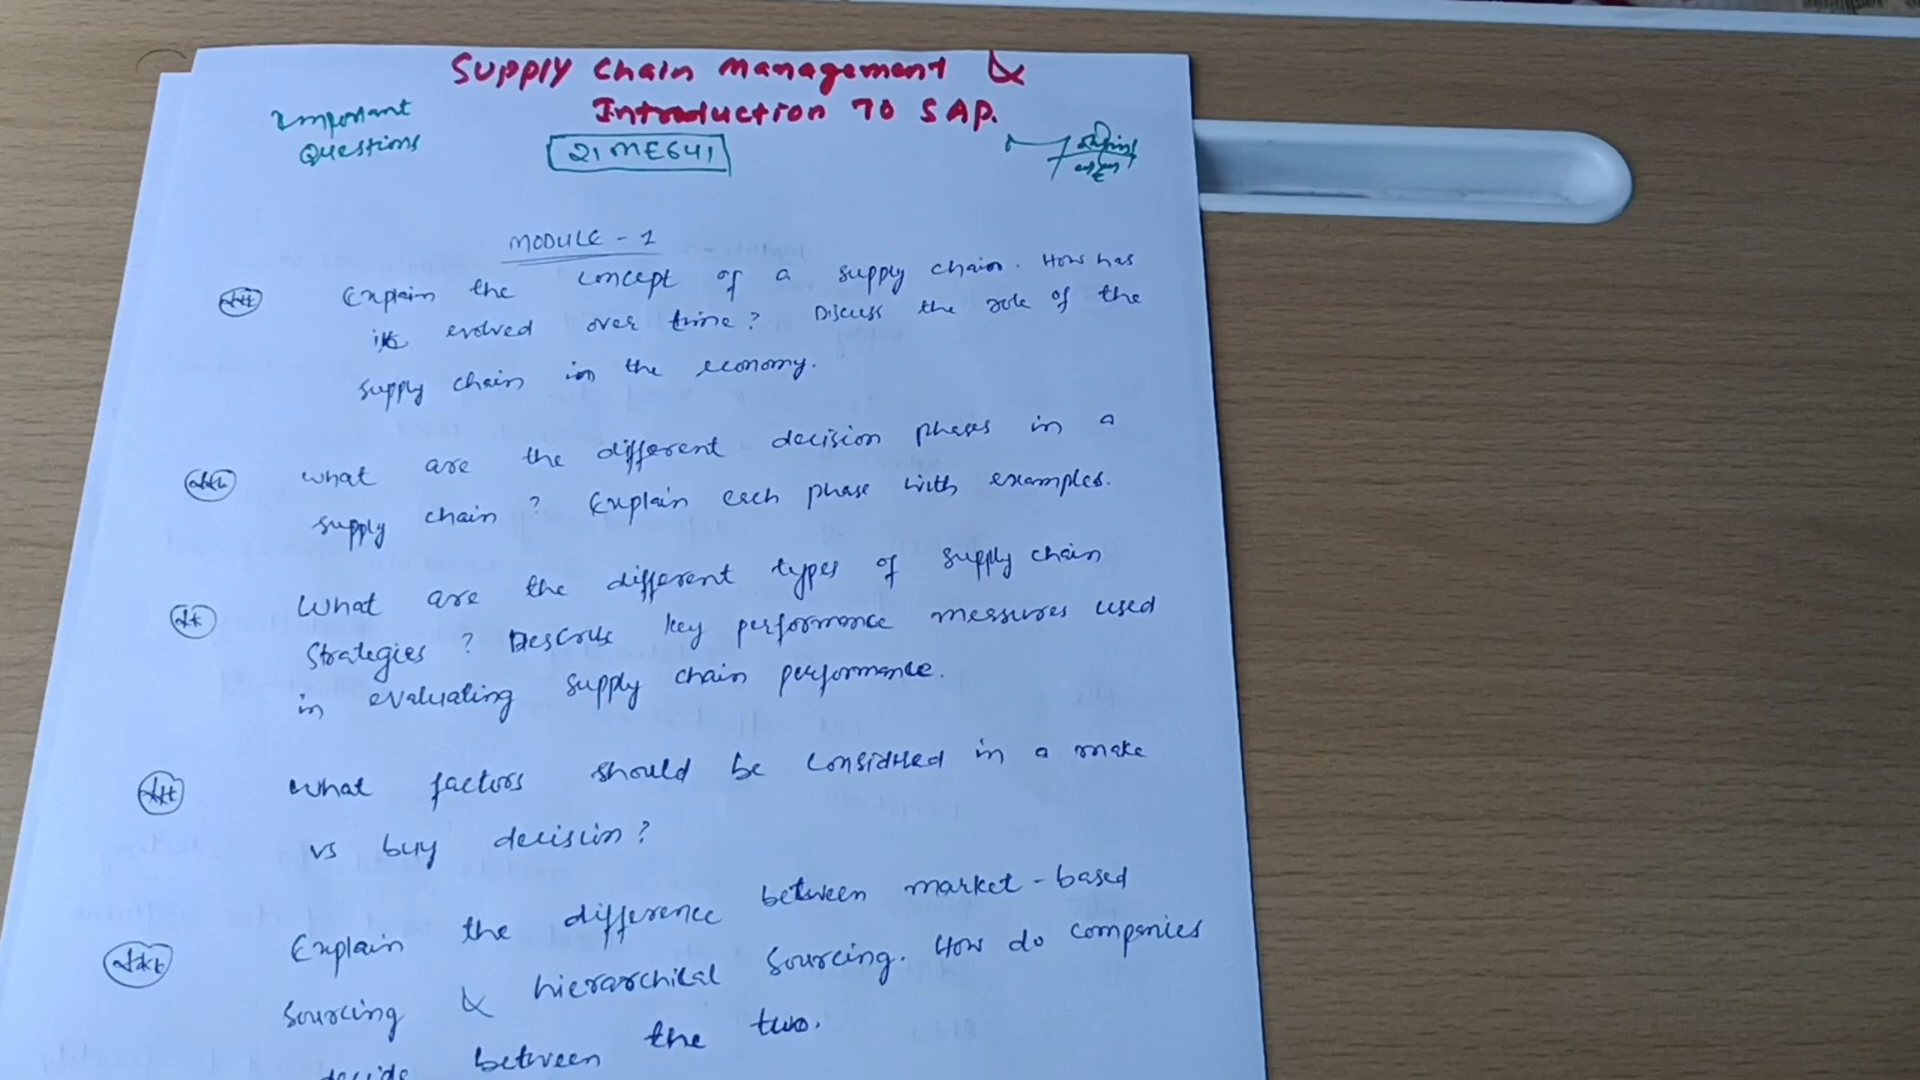 Supply Chain Management &
Introduction To SAP.
Important
Questions
21ME641
MODULE - 1
Explain the concept of a supply chain. How has
its evolved over time? Discuss the role of the
supply chain in the economy.
What are the different decision phases in a
supply chain? Explain each phase with examples.
What are the different types of supply chain
strategies? Describe key performance measures used
in evaluating supply chain performance.
What factors should be considered in a make
vs buy decision?
Explain the difference between market-based
sourcing & hierarchical sourcing. How do companies
decide between the two.